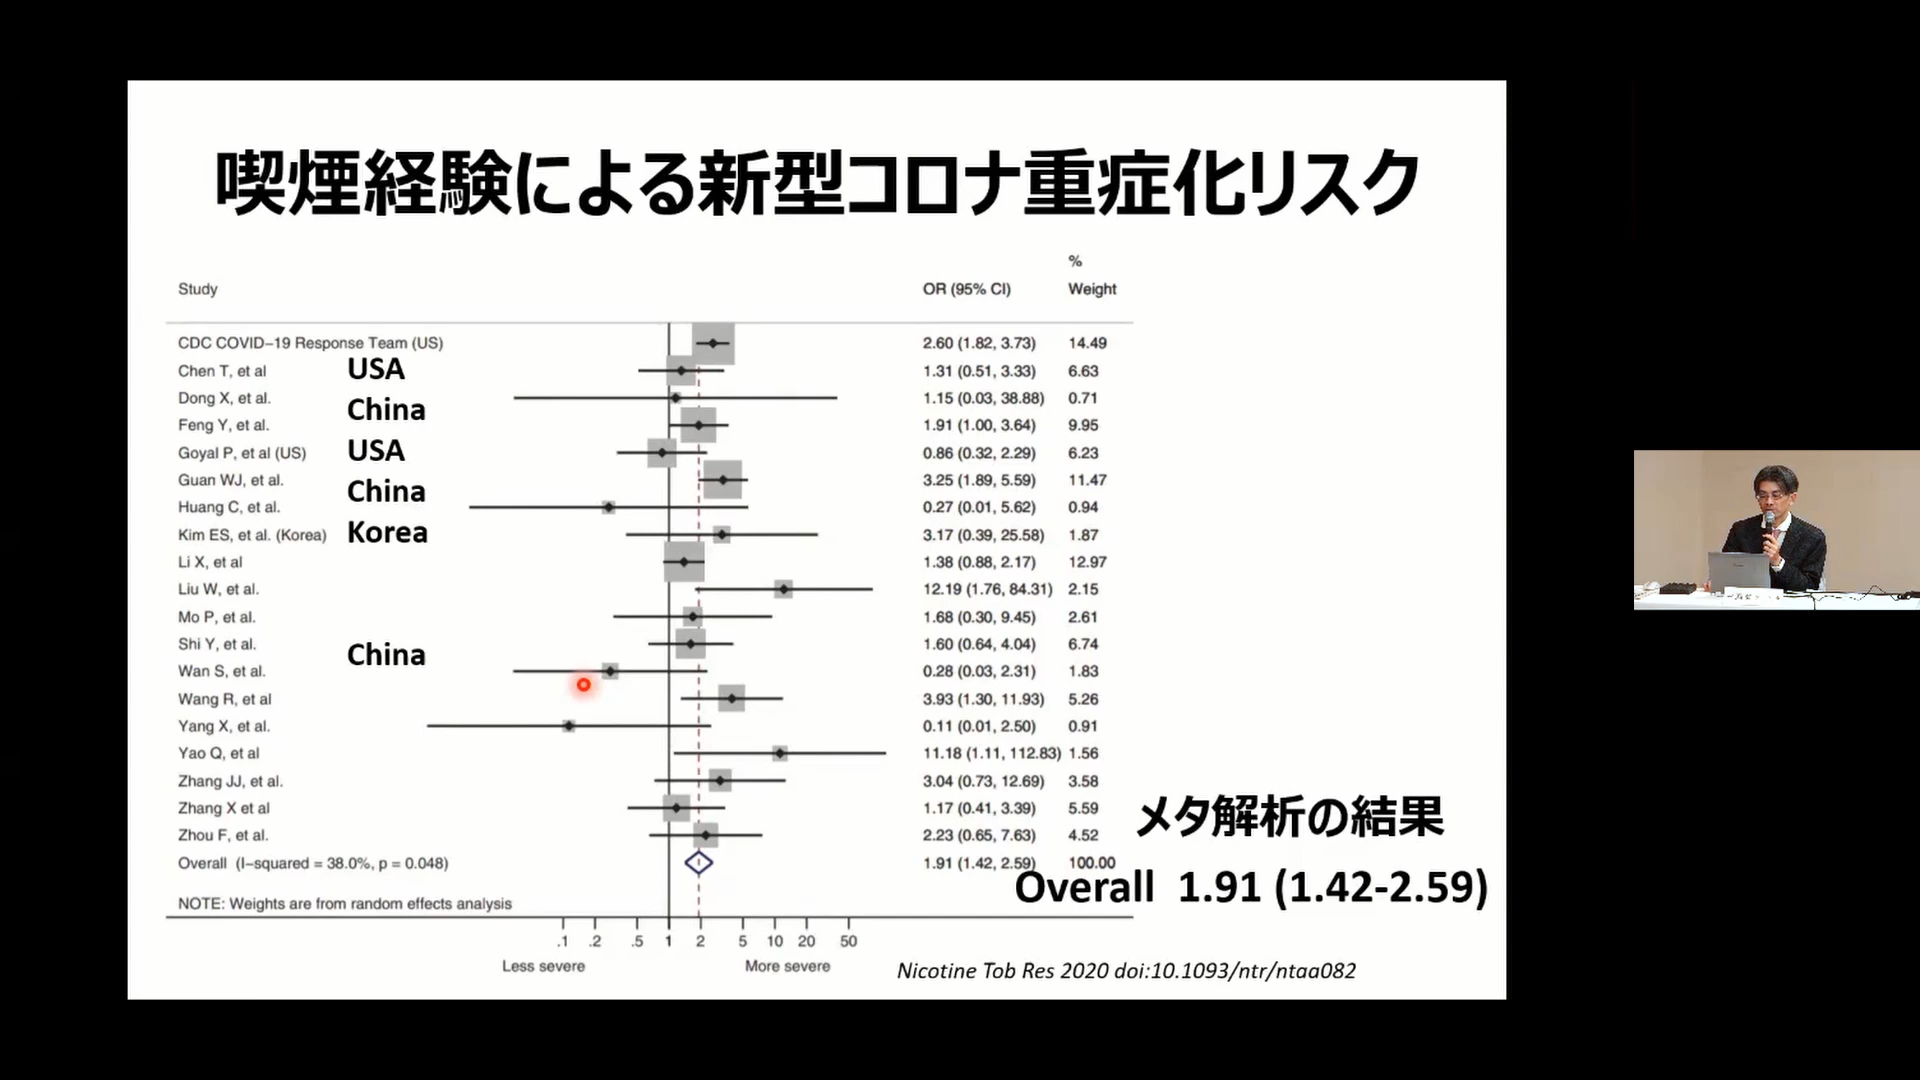 喫煙経験による新型コロナ重症化リスク
%
Study OR (95% CI) Weight
CDC COVID−19 Response Team (US) 2.60 (1.82, 3.73) 14.49
USA
Chen T, et al 1.31 (0.51, 3.33) 6.63
Dong X, et al. 1.15 (0.03, 38.88) 0.71
China
Feng Y, et al. 1.91 (1.00, 3.64) 9.95
USA
Goyal P, et al (US) 0.86 (0.32, 2.29) 6.23
Guan WJ, et al. 3.25 (1.89, 5.59) 11.47
China
Huang C, et al. 0.27 (0.01, 5.62) 0.94
Kim ES, et al. (Korea) Korea 3.17 (0.39, 25.58) 1.87
Li X, et al 1.38 (0.88, 2.17) 12.97
Liu W, et al. 12.19 (1.76, 84.31) 2.15
Mo P, et al. 1.68 (0.30, 9.45) 2.61
Shi Y, et al. 1.60 (0.64, 4.04) 6.74
China
Wan S, et al. 0.28 (0.03, 2.31) 1.83
Wang R, et al 3.93 (1.30, 11.93) 5.26
Yang X, et al. 0.11 (0.01, 2.50) 0.91
Yao Q, et al 11.18 (1.11, 112.83) 1.56
Zhang JJ, et al. 3.04 (0.73, 12.69) 3.58
Zhang X et al 1.17 (0.41, 3.39) 5.59
Zhou F, et al. 2.23 (0.65, 7.63) 4.52
メタ解析の結果
Overall (I−squared = 38.0%, p = 0.048) 1.91 (1.42, 2.59) 100.00
Overall 1.91 (1.42-2.59)
NOTE: Weights are from random effects analysis
.1 .2 .5 1 2 5 10 20 50
Less severe More severe
Nicotine Tob Res 2020 doi:10.1093/ntr/ntaa082